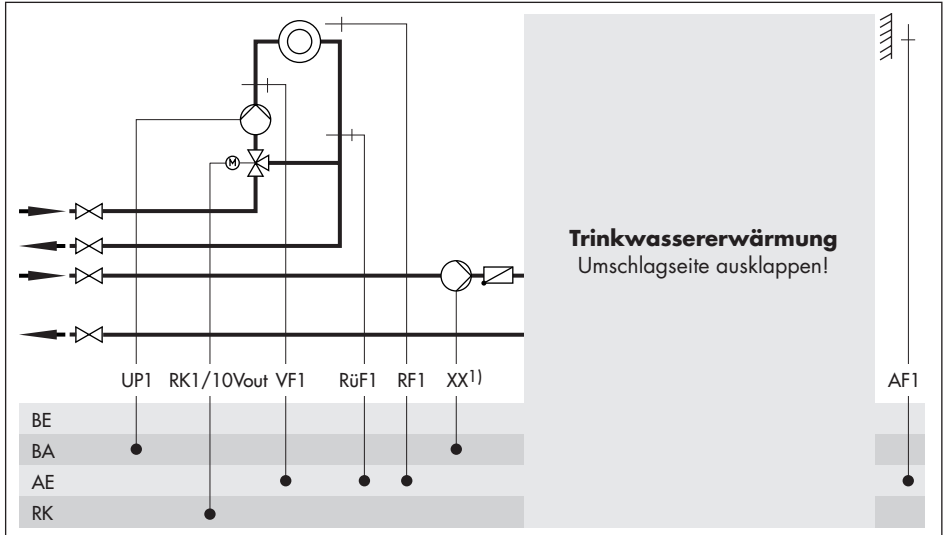 M
Trinkwassererwärmung
Umschlagseite ausklappen!
UP1 RK1/10Vout VF1 RüF1 RF1 XX1) AF1
BE
BA
AE
RK